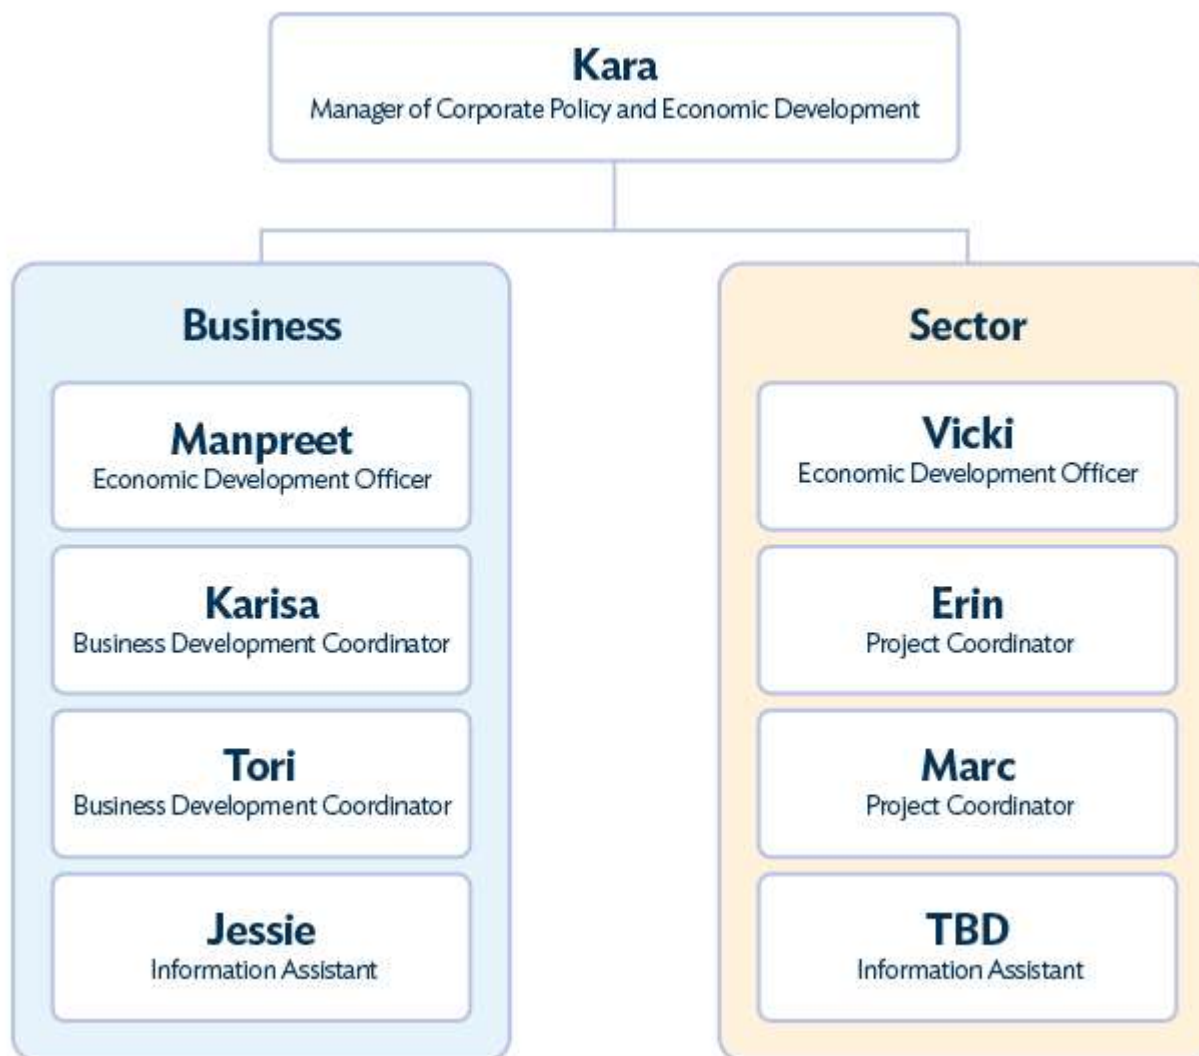 Kara
Manager of Corporate Policy and Economic Development
Business
Manpreet
Economic Development Officer
Karisa
Business Development Coordinator
Tori
Business Development Coordinator
Jessie
Information Assistant
Sector
Vicki
Economic Development Officer
Erin
Project Coordinator
Marc
Project Coordinator
TBD
Information Assistant